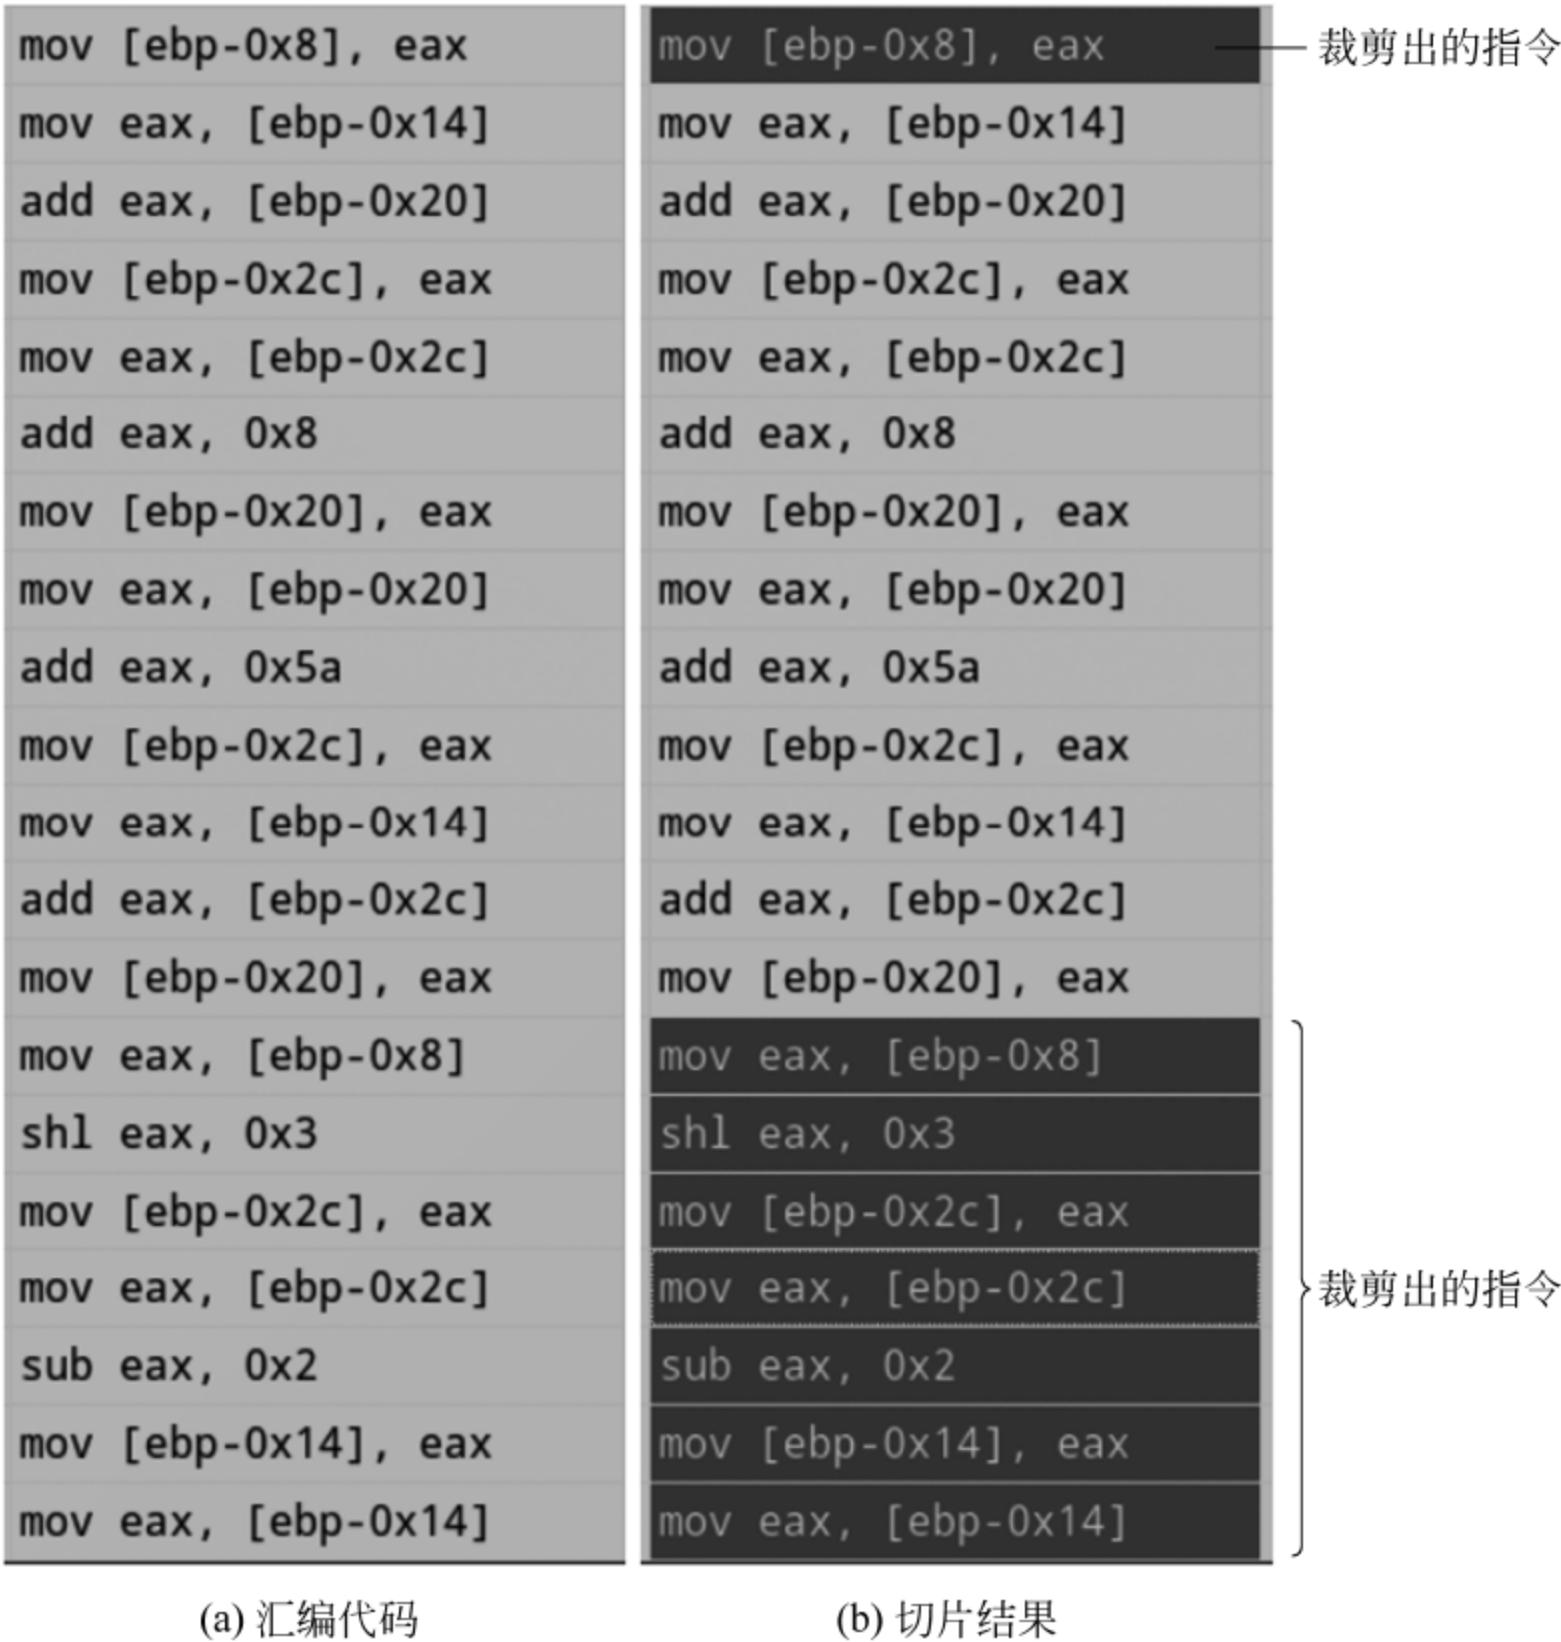 mov [ebp-0x8], eax
mov eax, [ebp-0x14]
add eax, [ebp-0x20]
mov [ebp-0x2c], eax
mov eax, [ebp-0x2c]
add eax, 0x8
mov [ebp-0x20], eax
mov eax, [ebp-0x20]
add eax, 0x5a
mov [ebp-0x2c], eax
mov eax, [ebp-0x14]
add eax, [ebp-0x2c]
mov [ebp-0x20], eax
mov eax, [ebp-0x8]
shl eax, 0x3
mov [ebp-0x2c], eax
mov eax, [ebp-0x2c]
sub eax, 0x2
mov [ebp-0x14], eax
mov eax, [ebp-0x14]
(a) 汇编代码
mov [ebp-0x8], eax
mov eax, [ebp-0x14]
add eax, [ebp-0x20]
mov [ebp-0x2c], eax
mov eax, [ebp-0x2c]
add eax, 0x8
mov [ebp-0x20], eax
mov eax, [ebp-0x20]
add eax, 0x5a
mov [ebp-0x2c], eax
mov eax, [ebp-0x14]
add eax, [ebp-0x2c]
mov [ebp-0x20], eax
mov eax, [ebp-0x8]
shl eax, 0x3
mov [ebp-0x2c], eax
mov eax, [ebp-0x2c]
sub eax, 0x2
mov [ebp-0x14], eax
mov eax, [ebp-0x14]
(b) 切片结果
裁剪出的指令
裁剪出的指令